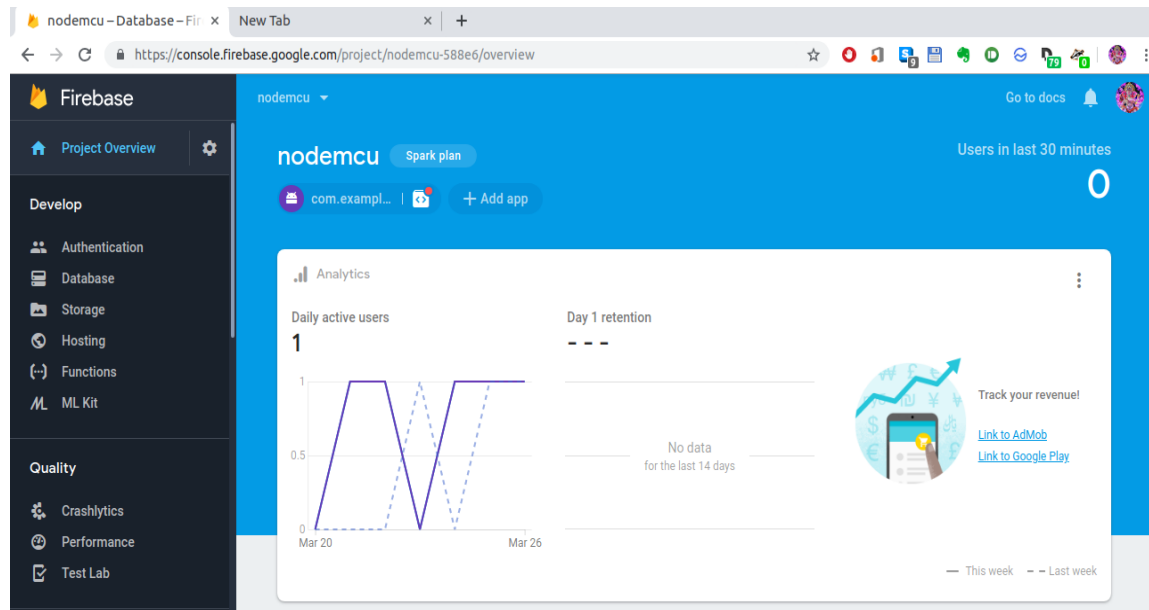 nodemcu – Database – Fir
New Tab
https://console.firebase.google.com/project/nodemcu-588e6/overview
9
79
0
Firebase
nodemcu
Go to docs
Project Overview
nodemcu
Spark plan
Users in last 30 minutes
0
com.exampl...
+ Add app
Develop
Authentication
Database
Storage
Hosting
Functions
ML Kit
Analytics
Daily active users
1
Day 1 retention
- - -
1
0.5
0
Mar 20
Mar 26
No data
for the last 14 days
Track your revenue!
Link to AdMob
Link to Google Play
This week
Last week
Quality
Crashlytics
Performance
Test Lab